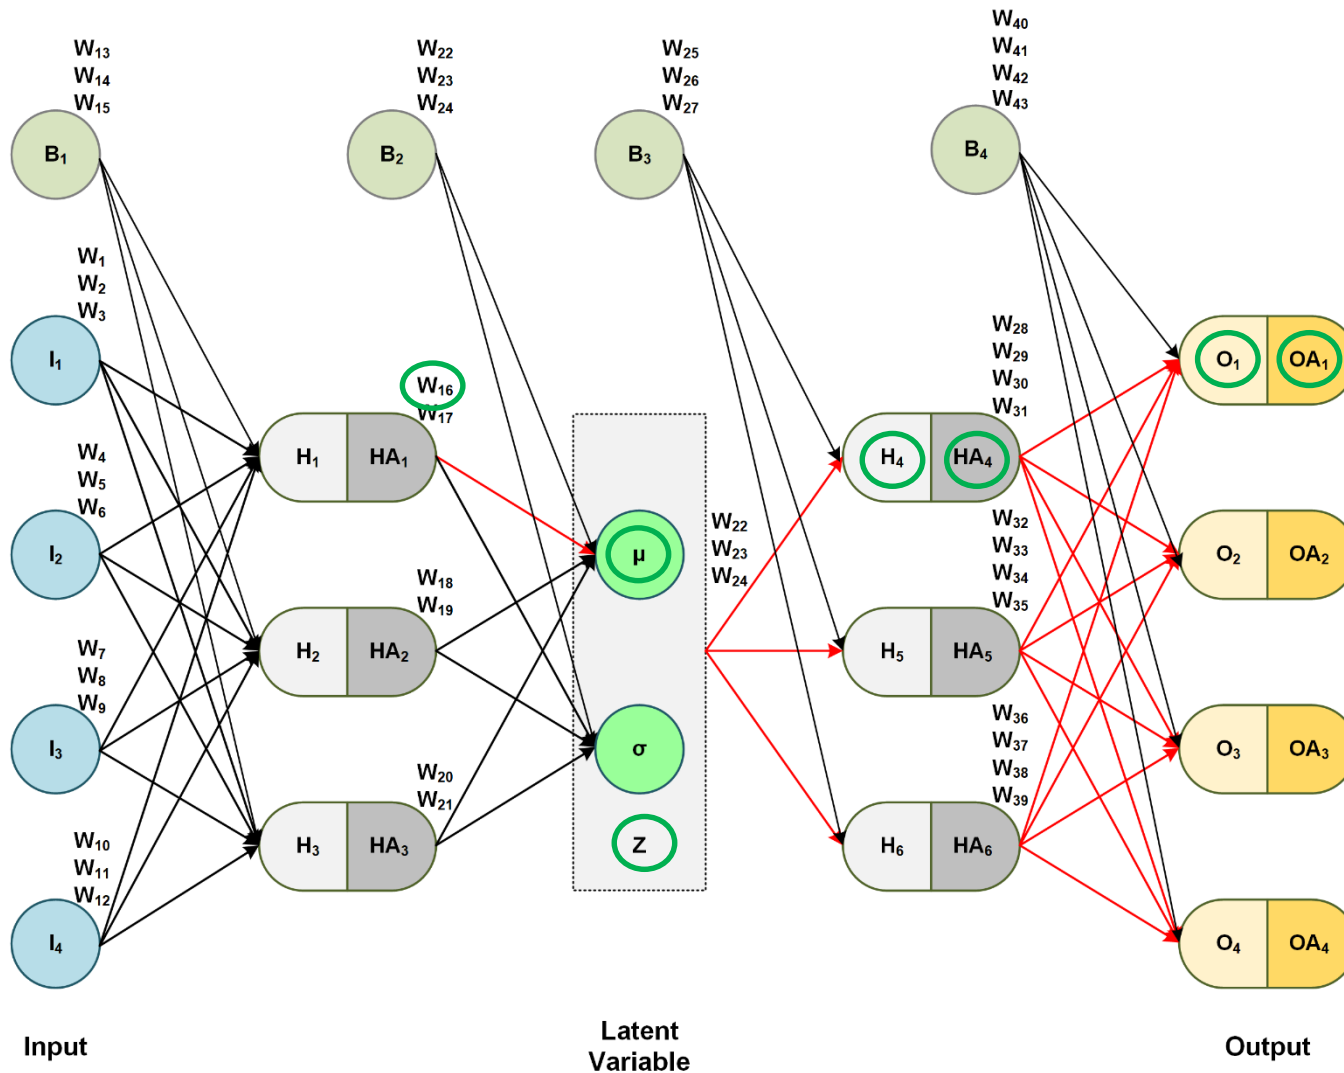 W₁₃
W₁₄
W₁₅
B₁
W₂₂
W₂₃
W₂₄
B₂
W₂₅
W₂₆
W₂₇
B₃
W₄₀
W₄₁
W₄₂
W₄₃
B₄
W₁
W₂
W₃
I₁
W₄
W₅
W₆
I₂
W₇
W₈
W₉
I₃
W₁₀
W₁₁
W₁₂
I₄
H₁ HA₁
W₁₆
W₁₇
H₂ HA₂
W₁₈
W₁₉
H₃ HA₃
W₂₀
W₂₁
μ
σ
Z
W₂₂
W₂₃
W₂₄
H₄ HA₄
W₂₈
W₂₉
W₃₀
W₃₁
H₅ HA₅
W₃₂
W₃₃
W₃₄
W₃₅
H₆ HA₆
W₃₆
W₃₇
W₃₈
W₃₉
O₁ OA₁
O₂ OA₂
O₃ OA₃
O₄ OA₄
Input
Latent
Variable
Output